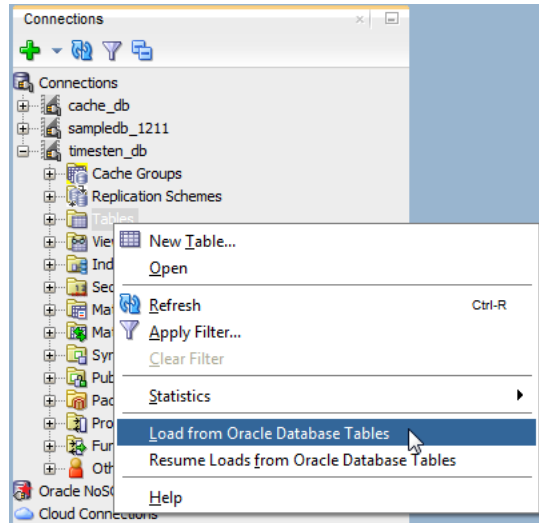 Connections
Connections
cache_db
sampledb_1211
timesten_db
Cache Groups
Replication Schemes
Tables
New Table...
Open
Refresh Ctrl-R
Apply Filter...
Clear Filter
Statistics
Load from Oracle Database Tables
Resume Loads from Oracle Database Tables
Help
Cloud Connections